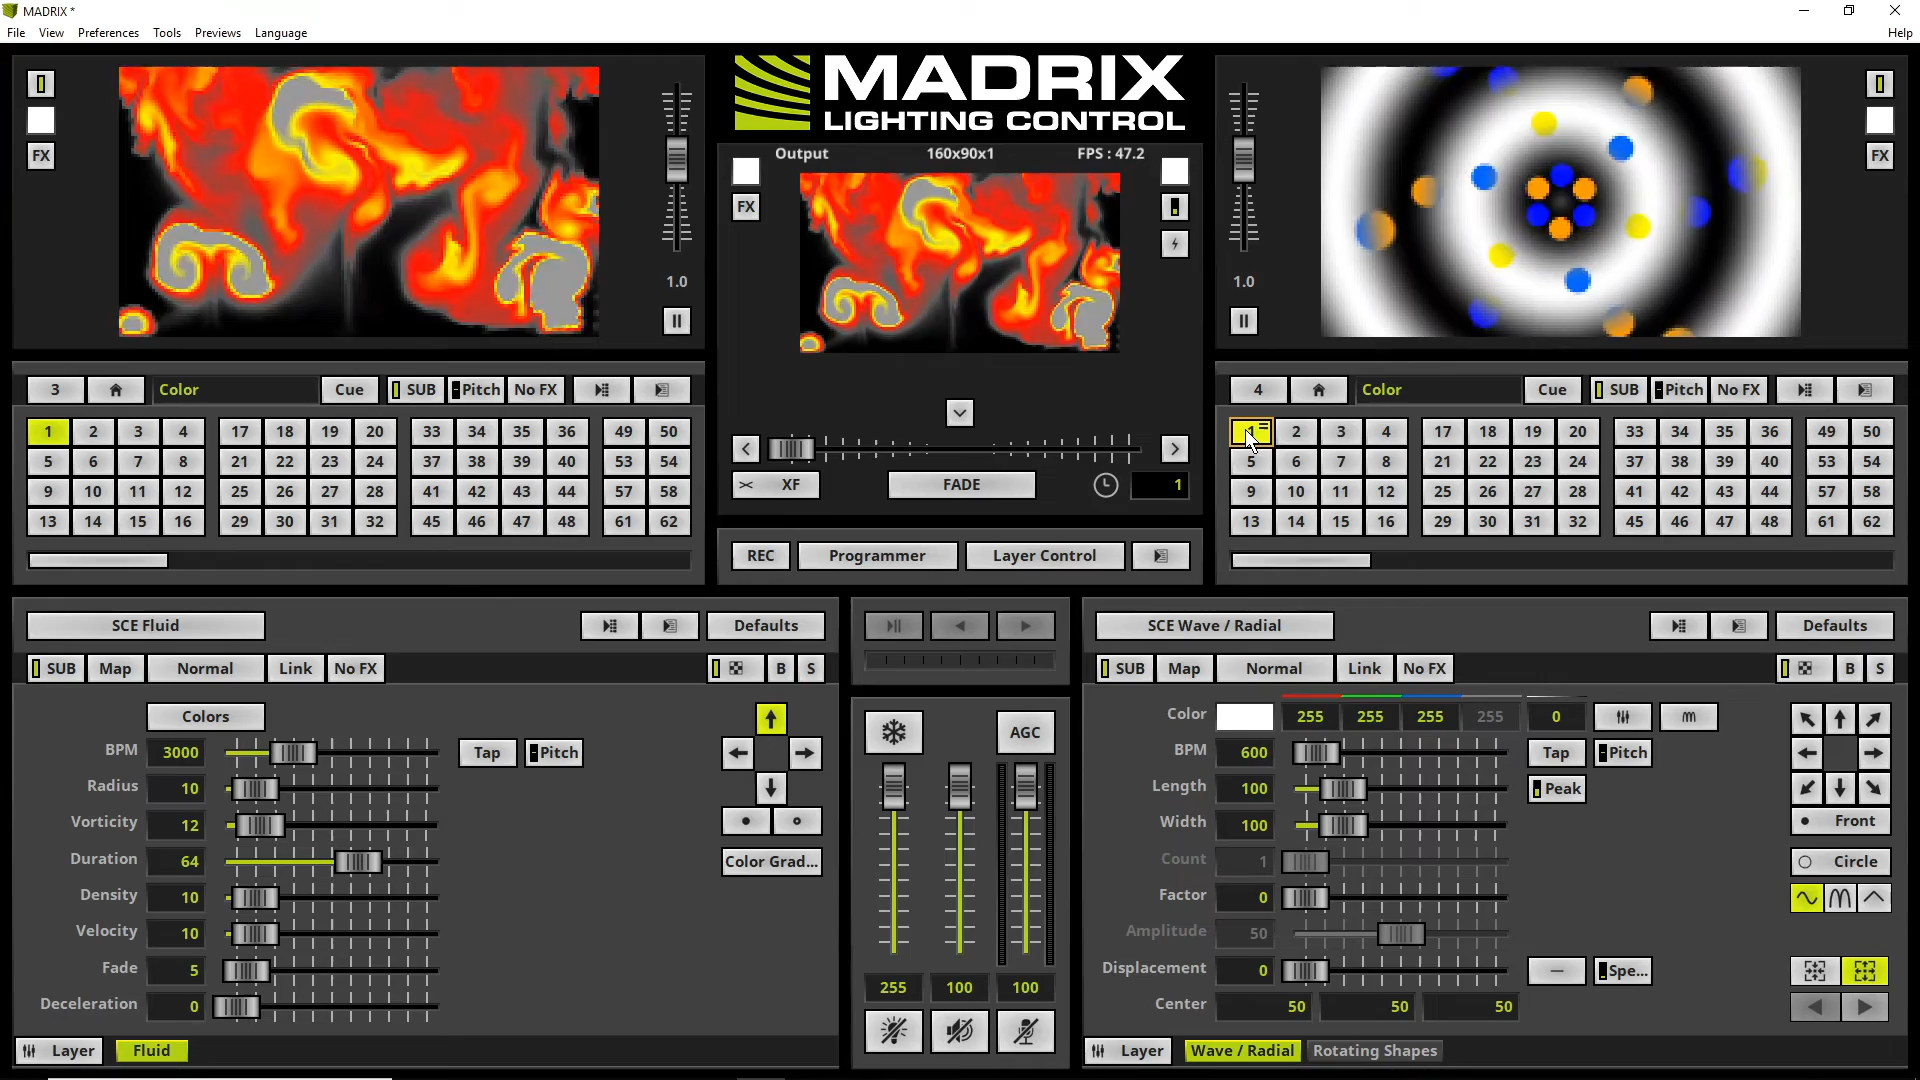 MADRIX *
File View Preferences Tools Previews Language Help
MADRIX
LIGHTING CONTROL
FX
Output 160x90x1 FPS : 47.2
FX
FX
1.0
1.0
3 Color Cue SUB Pitch No FX
1 2 3 4 17 18 19 20 33 34 35 36 49 50
5 6 7 8 21 22 23 24 37 38 39 40 53 54
9 10 11 12 25 26 27 28 41 42 43 44 57 58
13 14 15 16 29 30 31 32 45 46 47 48 61 62
XF FADE 1
REC Programmer Layer Control
4 Color Cue SUB Pitch No FX
1 2 3 4 17 18 19 20 33 34 35 36 49 50
5 6 7 8 21 22 23 24 37 38 39 40 53 54
9 10 11 12 25 26 27 28 41 42 43 44 57 58
13 14 15 16 29 30 31 32 45 46 47 48 61 62
SCE Fluid Defaults
SUB Map Normal Link No FX B S
Colors
BPM 3000 Tap Pitch
Radius 10
Vorticity 12
Duration 64 Color Grad...
Density 10
Velocity 10
Fade 5
Deceleration 0
Layer Fluid
AGC
255 100 100
SCE Wave / Radial Defaults
SUB Map Normal Link No FX B S
Color 255 255 255 255 0
BPM 600 Tap Pitch
Length 100 Peak
Width 100 Front
Count 1 Circle
Factor 0
Amplitude 50
Displacement 0 Spe...
Center 50 50 50
Layer Wave / Radial Rotating Shapes